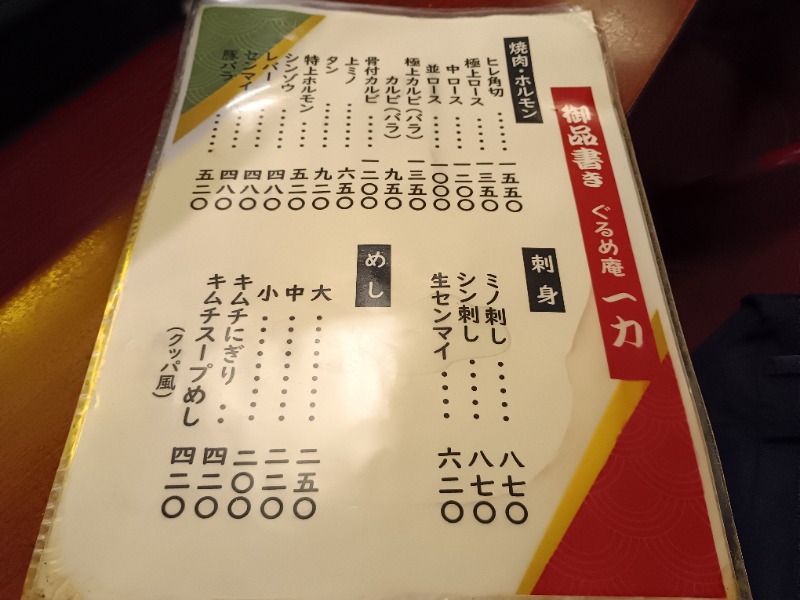 御品書き ぐるめ庵 一力
焼肉・ホルモン
ヒレ角切……一五五〇
極上ロース……一三五〇
中ロース……一二〇〇
並ロース……一〇〇〇
極上カルビ(バラ)一三五〇
カルビ(バラ)九五〇
骨付カルビ……一二〇〇
上ミノ……六五〇
タン……九二〇
特上ホルモン……五二〇
シンゾウ……四八〇
レバー……四八〇
センマイ……四八〇
豚バラ……五二〇
刺身
ミノ刺し……八七〇
シン刺し……八七〇
生センマイ……六二〇
めし
大………二五〇
中………二二〇
小………二〇〇
キムチにぎり‥四二〇
キムチスープめし 四二〇
(クッパ風)